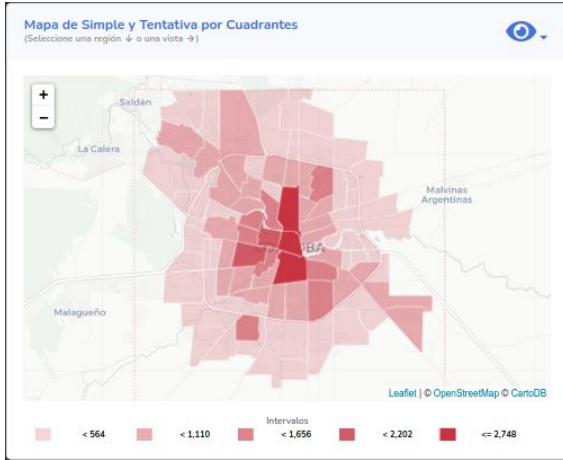 Mapa de Simple y Tentativa por Cuadrantes
(Seleccione una región ↓ o una vista →)
+
−
Saldán
La Calera
Malvinas
Argentinas
Malagueño
Leaflet | © OpenStreetMap © CartoDB
Intervalos
< 564 < 1,110 < 1,656 < 2,202 <= 2,748